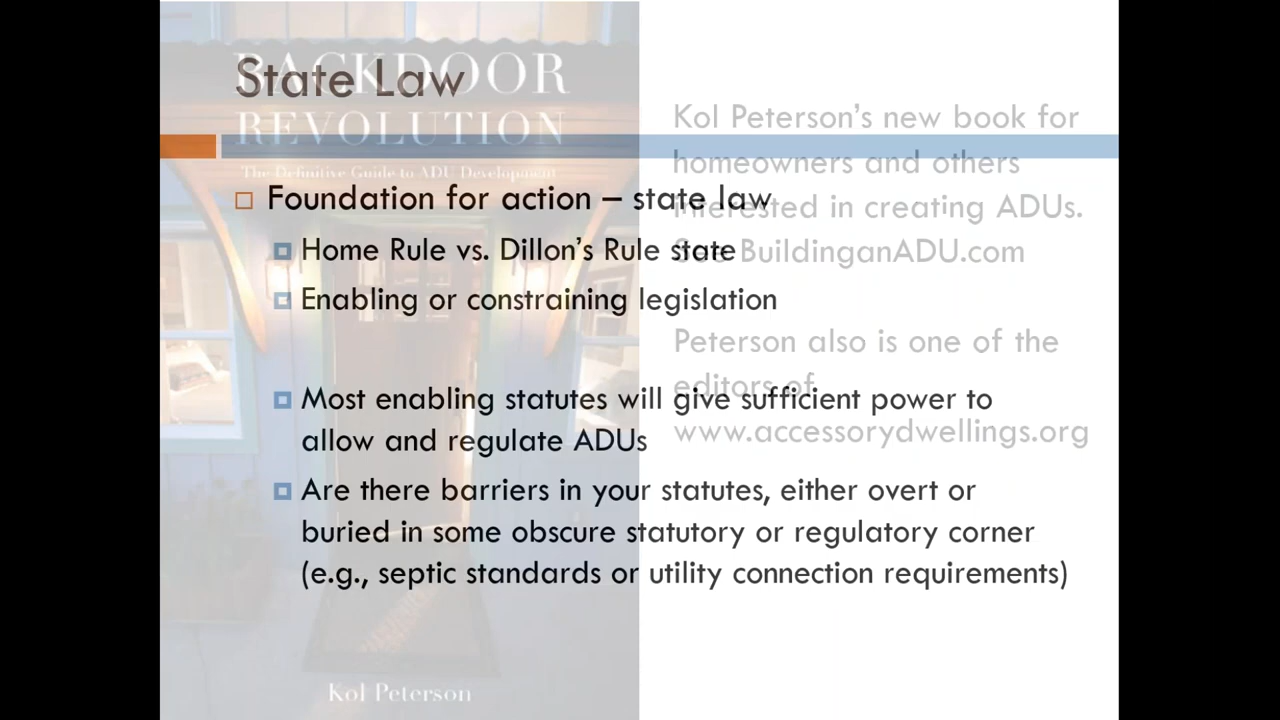 State Law
Foundation for action – state law
Home Rule vs. Dillon’s Rule state
Enabling or constraining legislation
Most enabling statutes will give sufficient power to
allow and regulate ADUs
Are there barriers in your statutes, either overt or
buried in some obscure statutory or regulatory corner
(e.g., septic standards or utility connection requirements)
BACKDOOR
REVOLUTION
The Definitive Guide to ADU Development
Kol Peterson
Kol Peterson’s new book for
homeowners and others
interested in creating ADUs.
See BuildinganADU.com
Peterson also is one of the
editors of
www.accessorydwellings.org